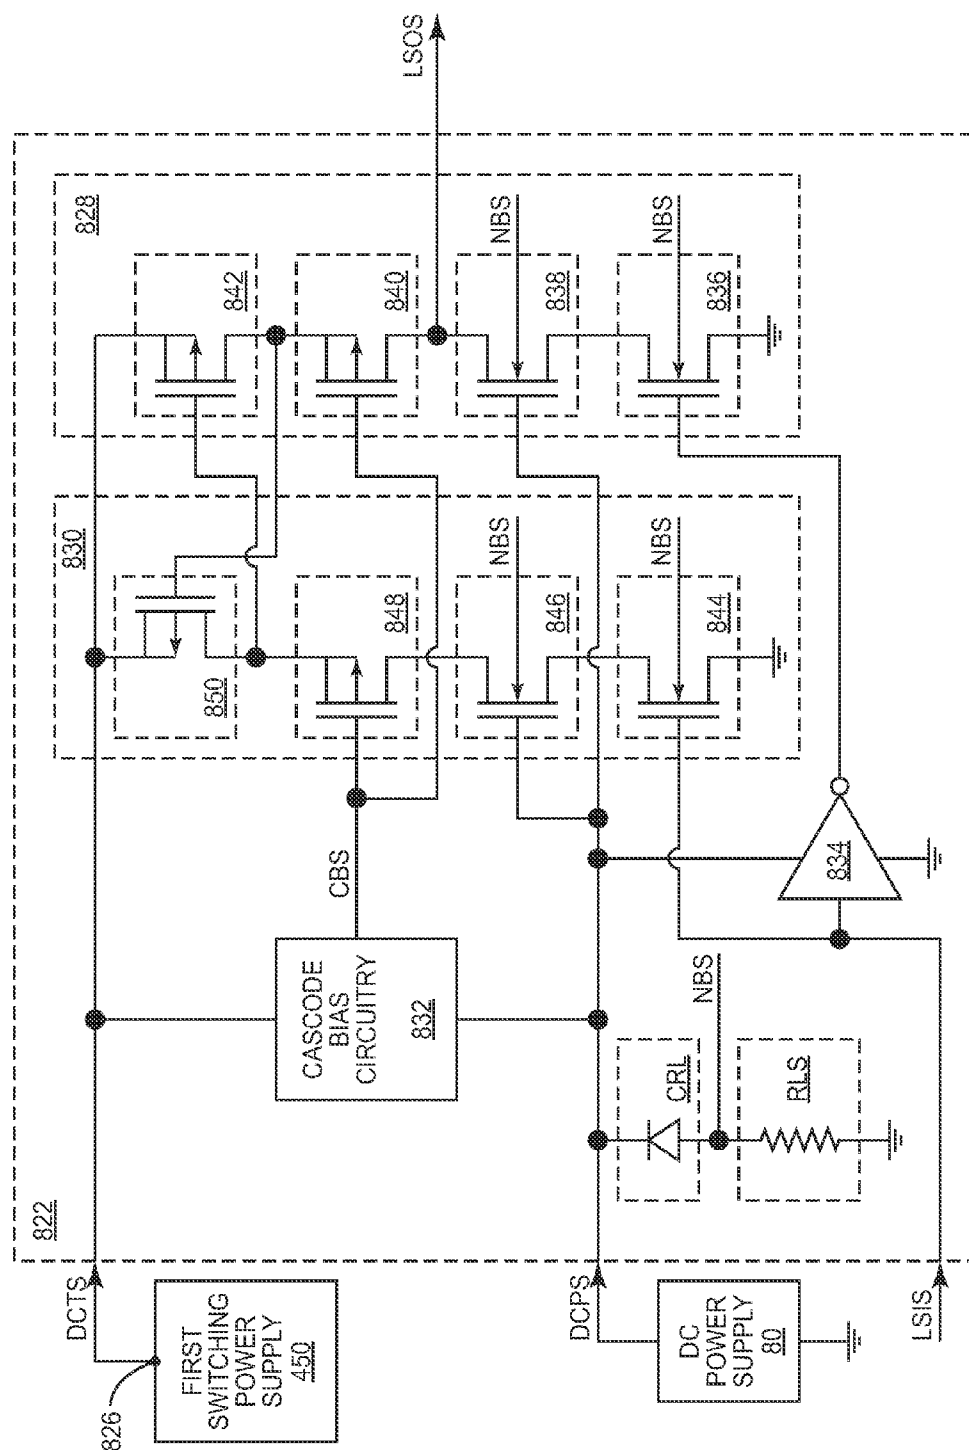 822
DCTS
826
FIRST
SWITCHING
POWER
SUPPLY
450
DCPS
DC
POWER
SUPPLY
80
LSIS
CASCODE
BIAS
CIRCUITRY
832
CBS
CRL
NBS
RLS
834
830
850
848
NBS
846
NBS
844
828
842
840
NBS
838
NBS
836
LSOS